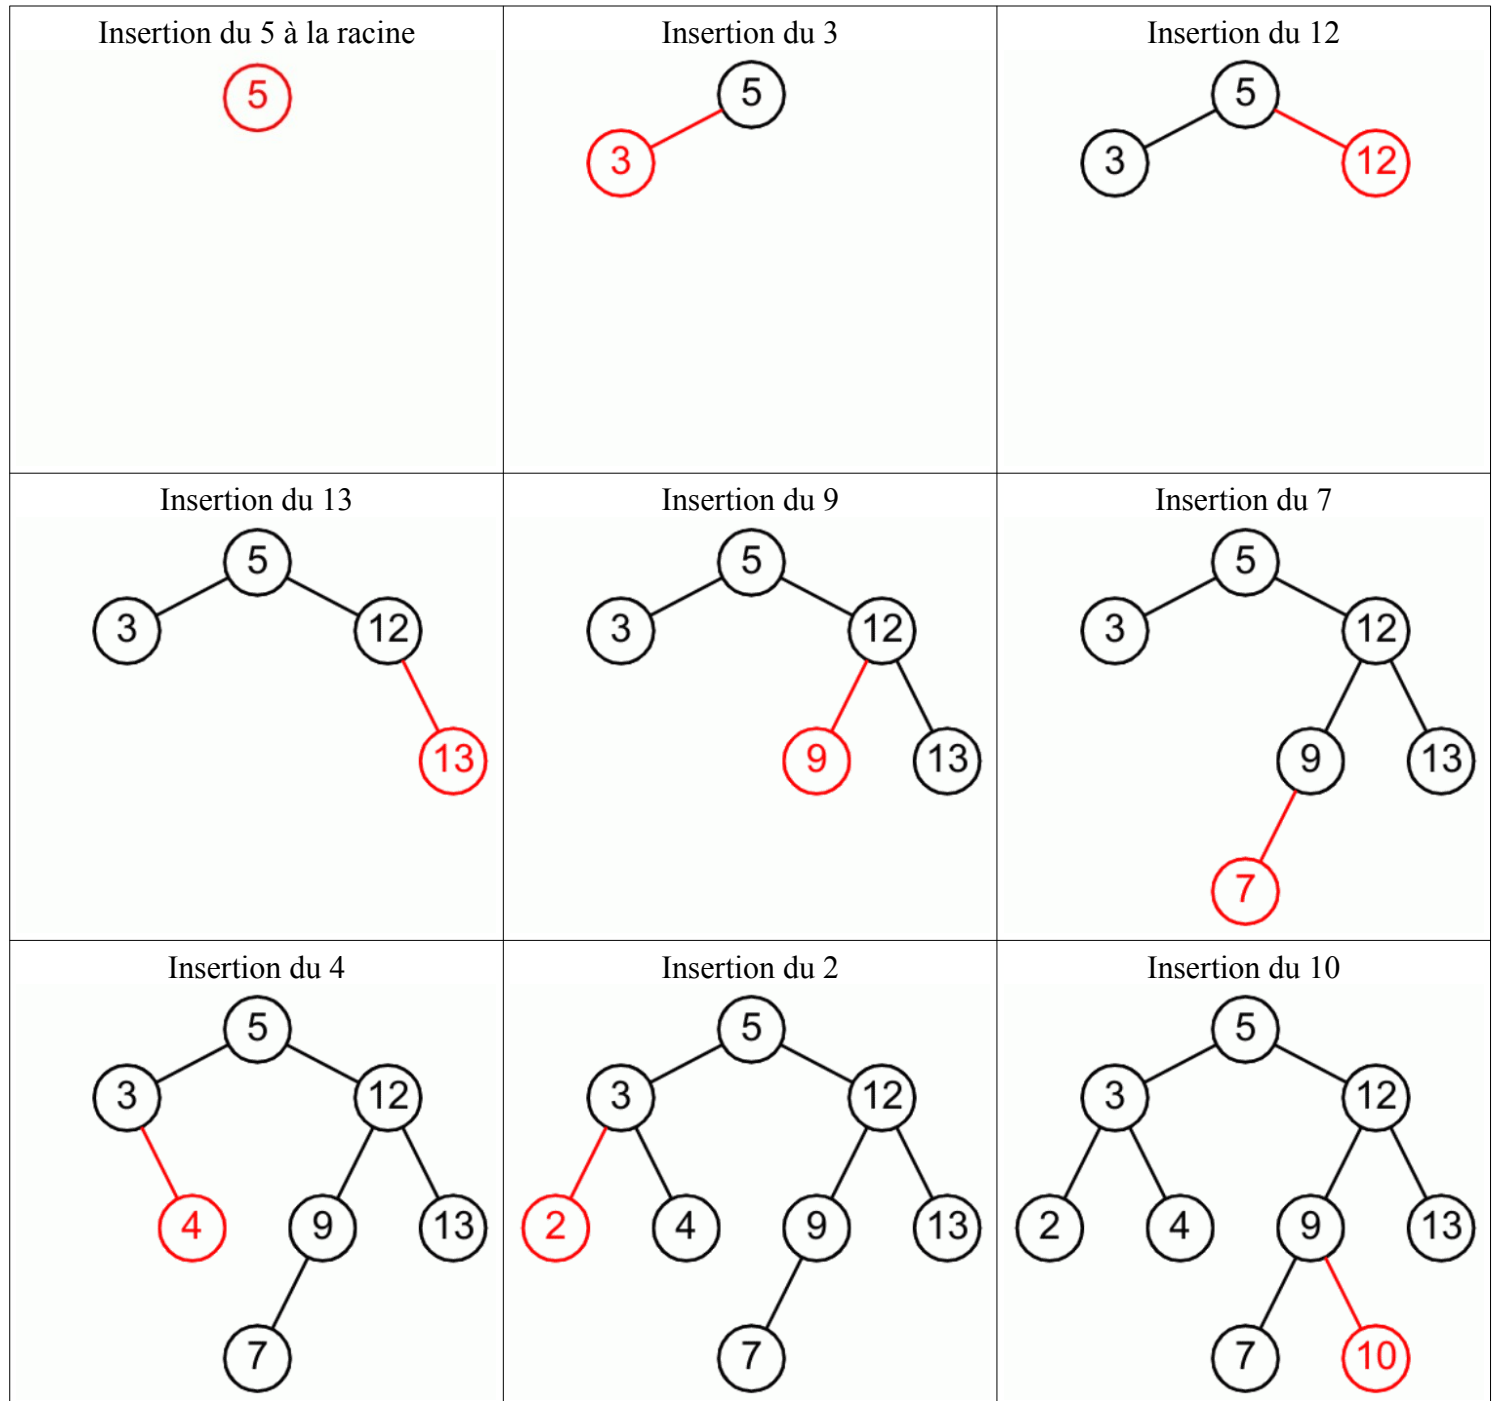 Insertion du 5 à la racine
5
Insertion du 3
5
3
Insertion du 12
5
3 12
Insertion du 13
5
3 12
13
Insertion du 9
5
3 12
9 13
Insertion du 7
5
3 12
9 13
7
Insertion du 4
5
3 12
4 9 13
7
Insertion du 2
5
3 12
2 4 9 13
7
Insertion du 10
5
3 12
2 4 9 13
7 10